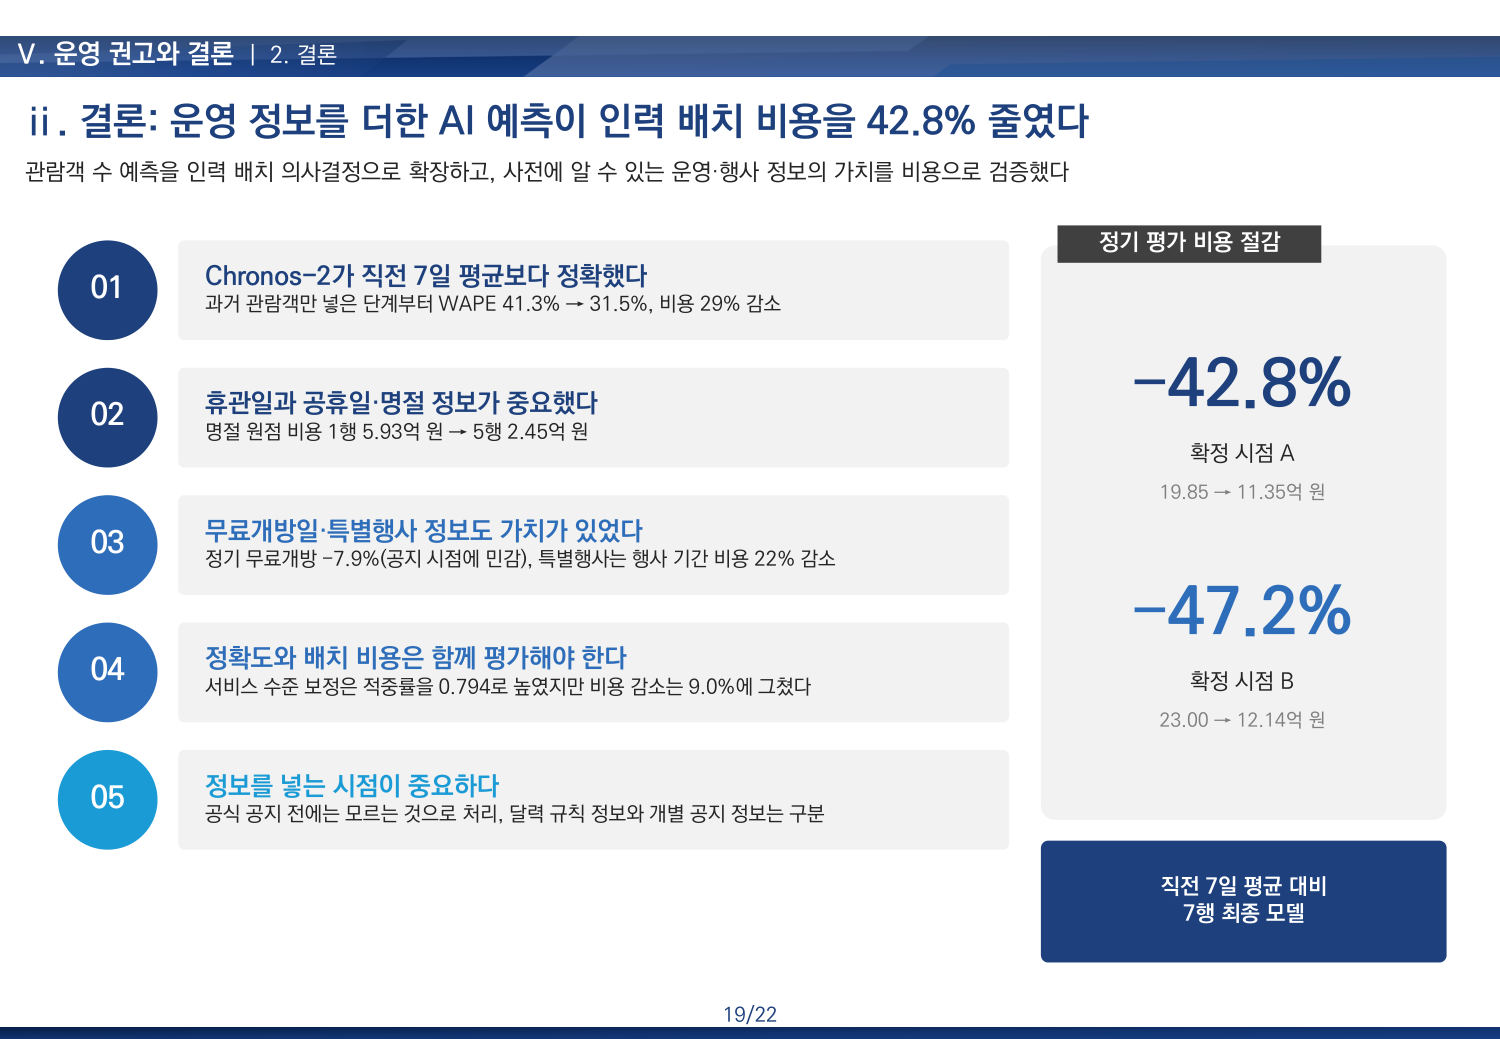 Ⅴ. 운영 권고와 결론 | 2. 결론
ⅱ. 결론: 운영 정보를 더한 AI 예측이 인력 배치 비용을 42.8% 줄였다
관람객 수 예측을 인력 배치 의사결정으로 확장하고, 사전에 알 수 있는 운영·행사 정보의 가치를 비용으로 검증했다
01
Chronos-2가 직전 7일 평균보다 정확했다
과거 관람객만 넣은 단계부터 WAPE 41.3% → 31.5%, 비용 29% 감소
02
휴관일과 공휴일·명절 정보가 중요했다
명절 원점 비용 1행 5.93억 원 → 5행 2.45억 원
03
무료개방일·특별행사 정보도 가치가 있었다
정기 무료개방 -7.9%(공지 시점에 민감), 특별행사는 행사 기간 비용 22% 감소
04
정확도와 배치 비용은 함께 평가해야 한다
서비스 수준 보정은 적중률을 0.794로 높였지만 비용 감소는 9.0%에 그쳤다
05
정보를 넣는 시점이 중요하다
공식 공지 전에는 모르는 것으로 처리, 달력 규칙 정보와 개별 공지 정보는 구분
정기 평가 비용 절감
-42.8%
확정 시점 A
19.85 → 11.35억 원
-47.2%
확정 시점 B
23.00 → 12.14억 원
직전 7일 평균 대비
7행 최종 모델
19/22